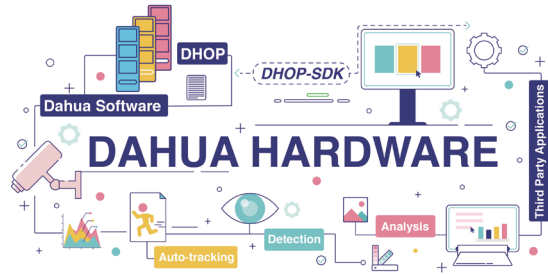 DHOP
DHOP-SDK
Dahua Software
DAHUA HARDWARE
Third Party Applications
Auto-tracking
Detection
Analysis